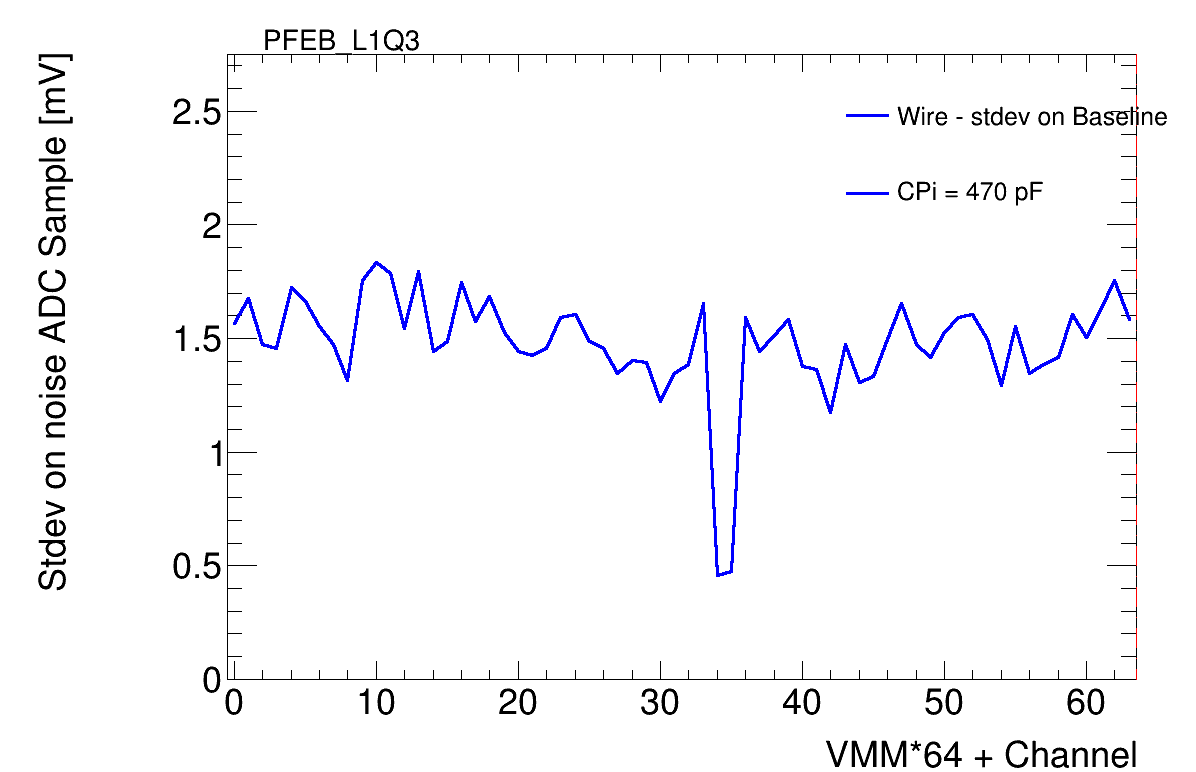 PFEB_L1Q3
Stdev on noise ADC Sample [mV]
2.5
2
1.5
1
0.5
0
Wire - stdev on Baseline
CPi = 470 pF
0 10 20 30 40 50 60
VMM*64 + Channel